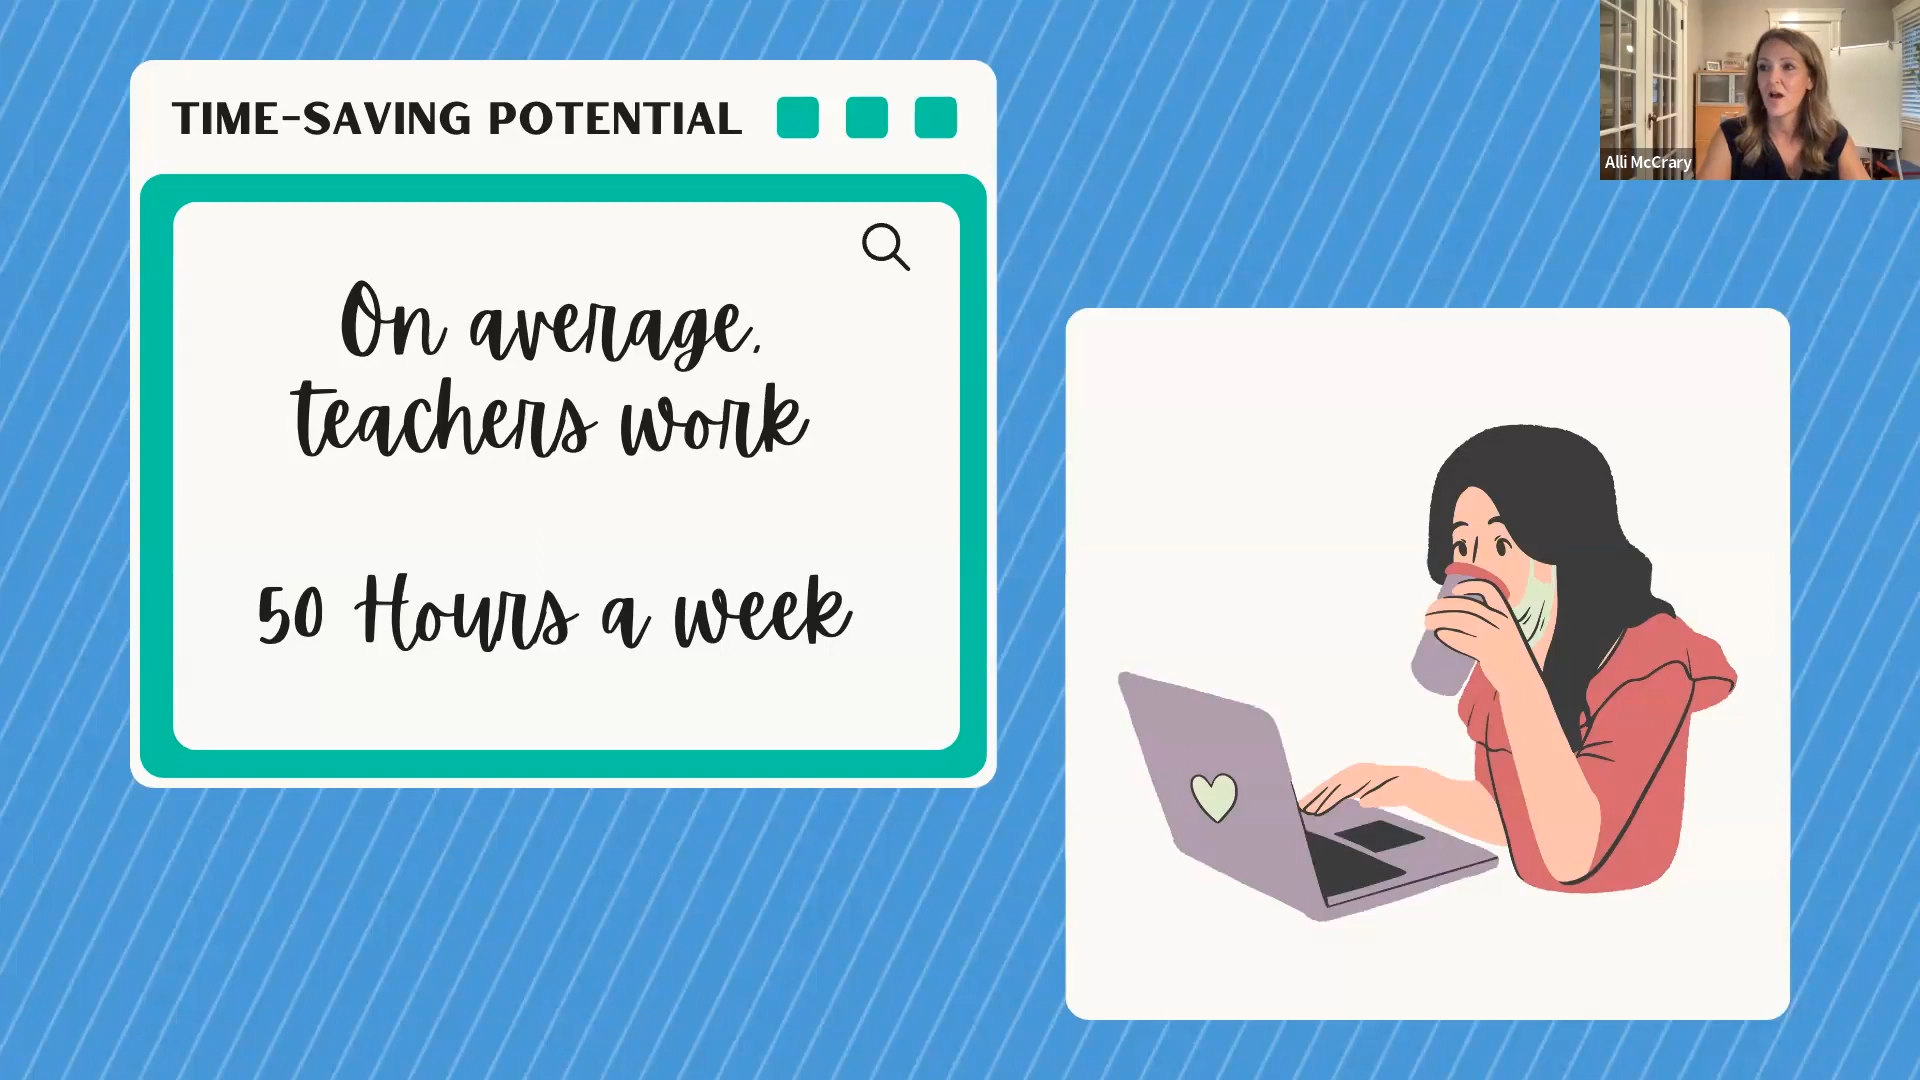 TIME-SAVING POTENTIAL
On average,
teachers work
50 Hours a week
Alli McCrary